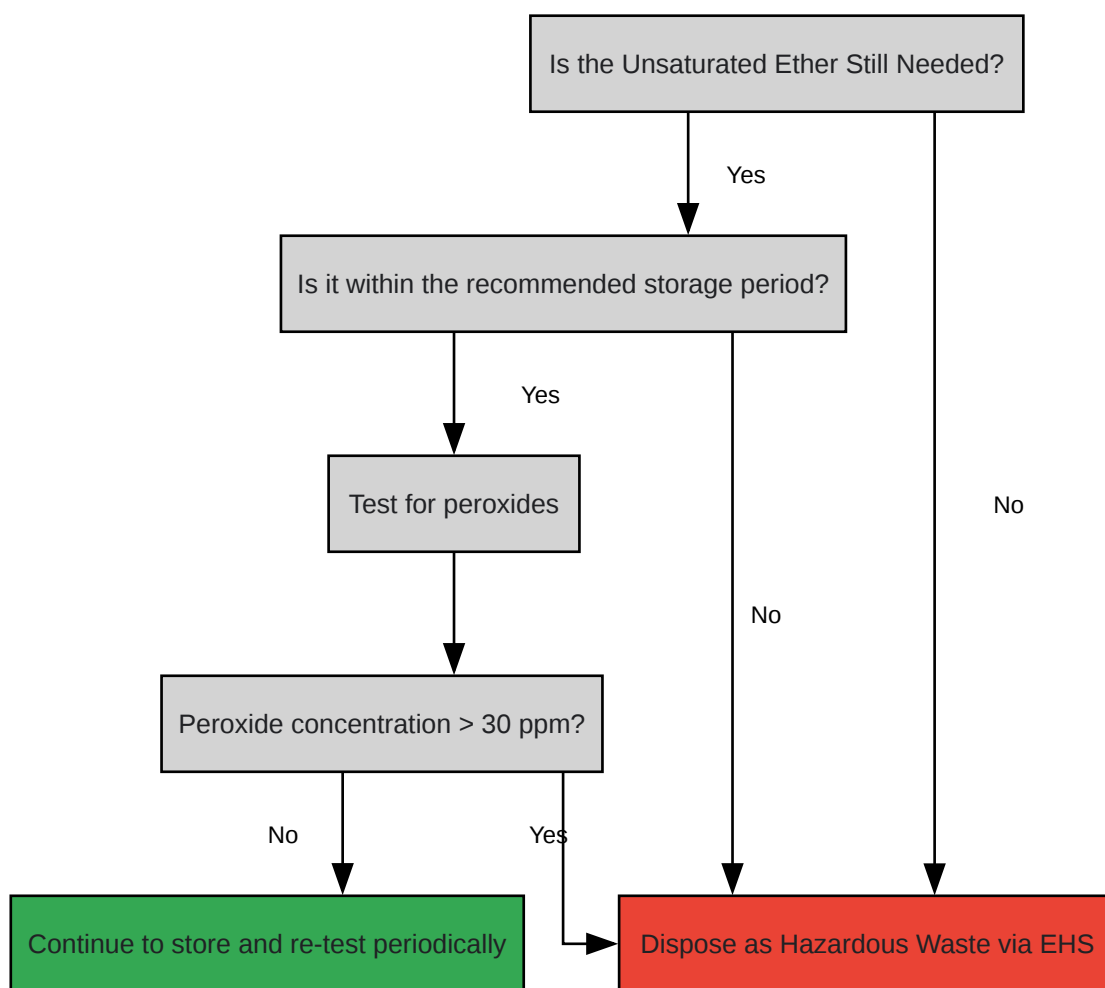 Is the Unsaturated Ether Still Needed?
Yes
Is it within the recommended storage period?
Yes
Test for peroxides
No
No
Peroxide concentration > 30 ppm?
No
Yes
Continue to store and re-test periodically
Dispose as Hazardous Waste via EHS